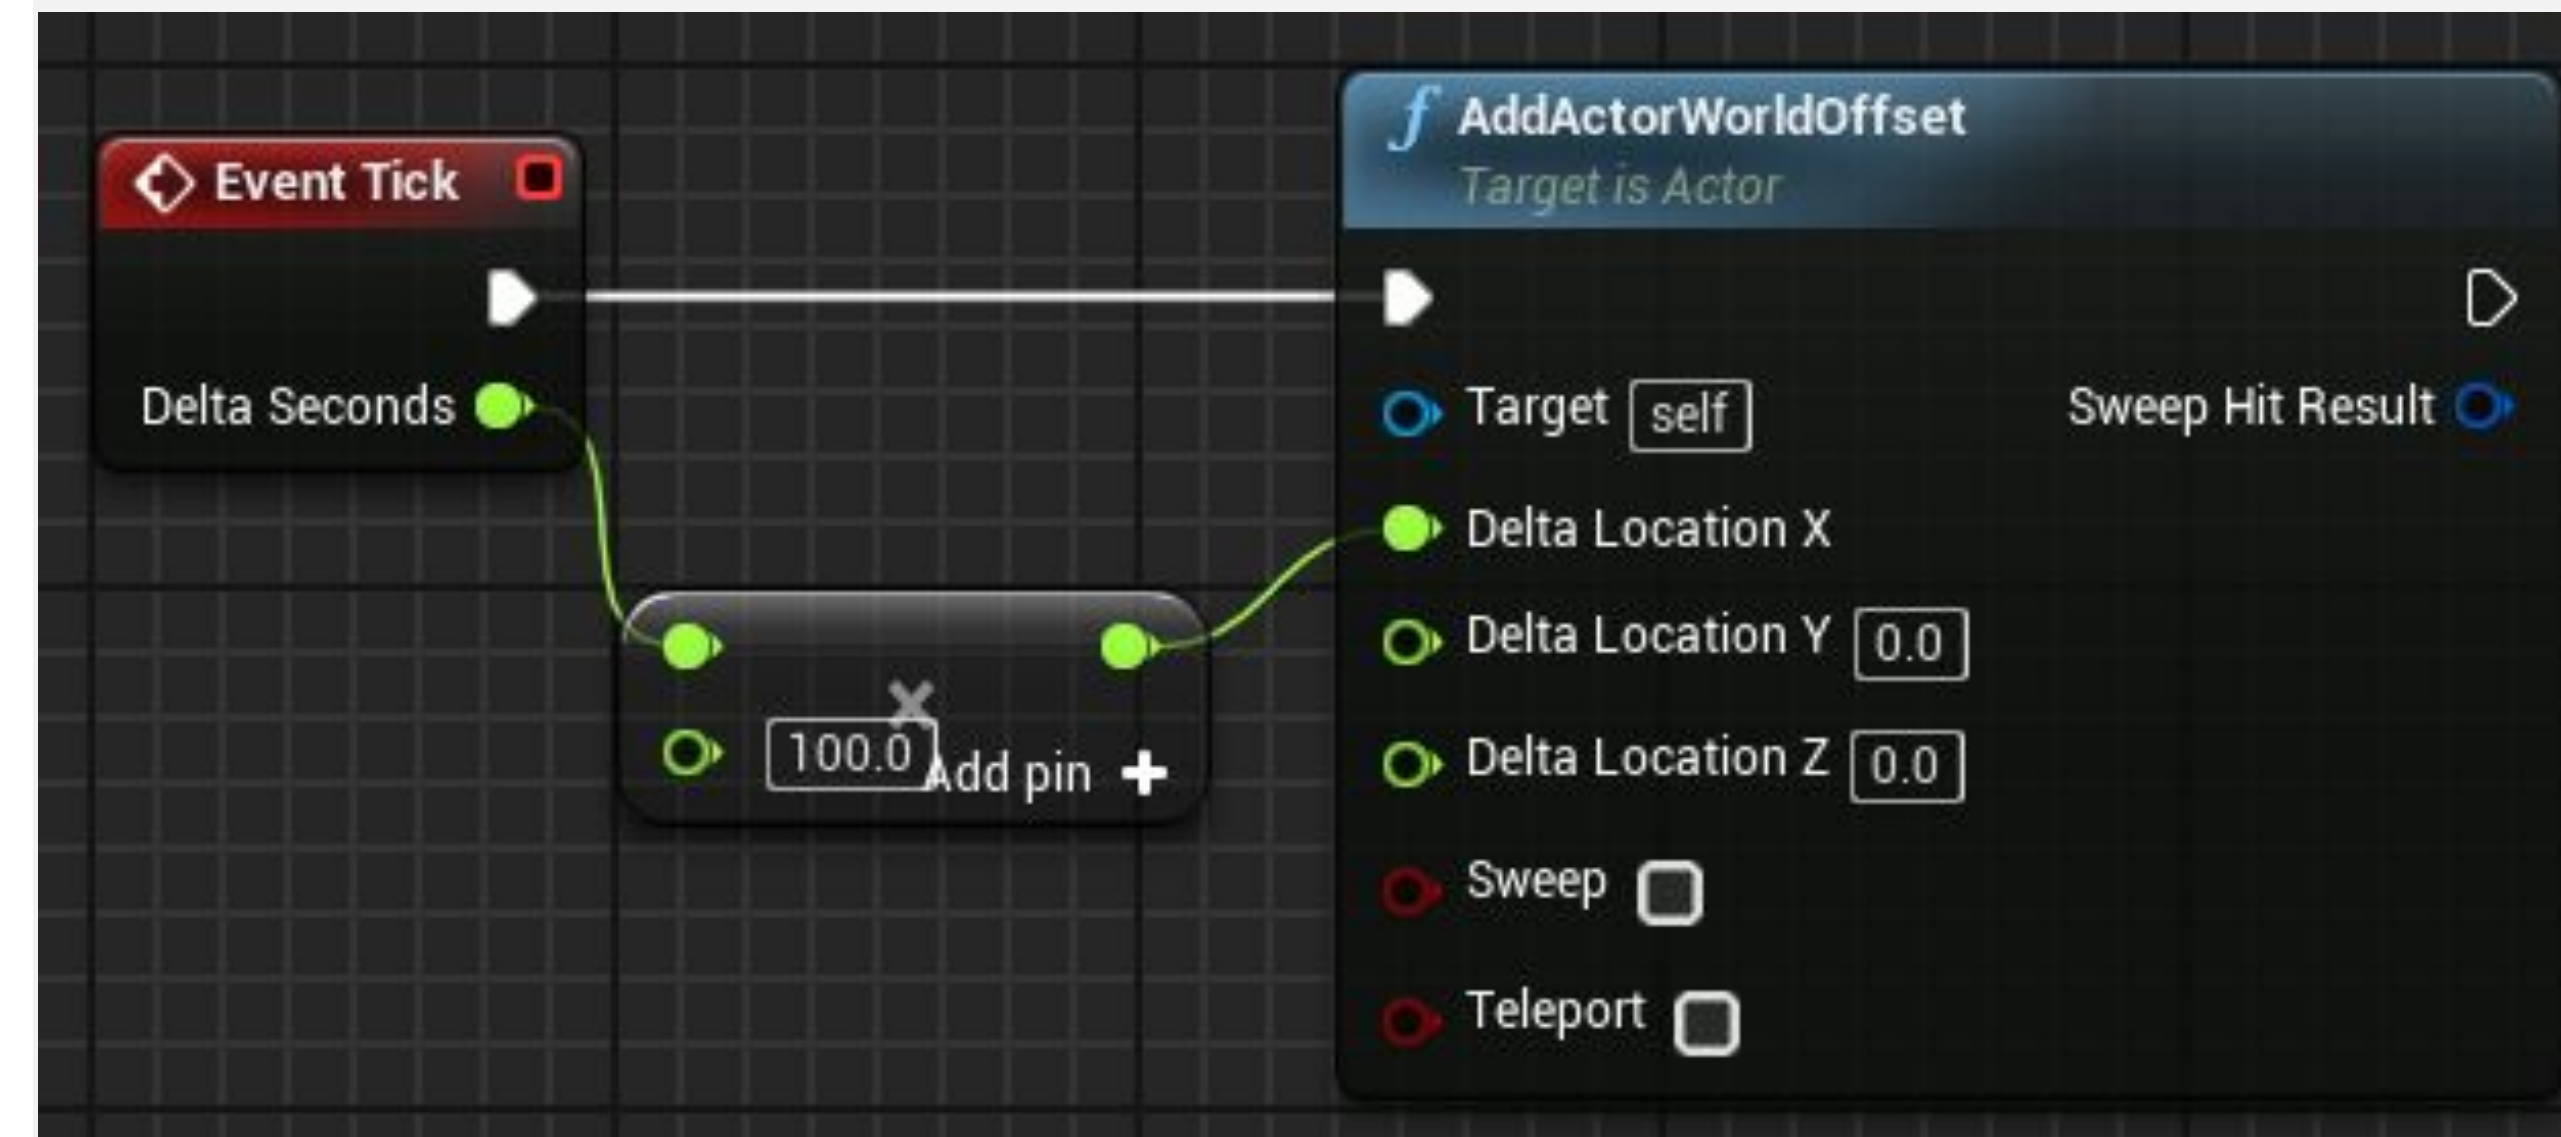 Event Tick
Delta Seconds
100.0
Add pin
AddActorWorldOffset
Target is Actor
Target self
Sweep Hit Result
Delta Location X
Delta Location Y 0.0
Delta Location Z 0.0
Sweep
Teleport